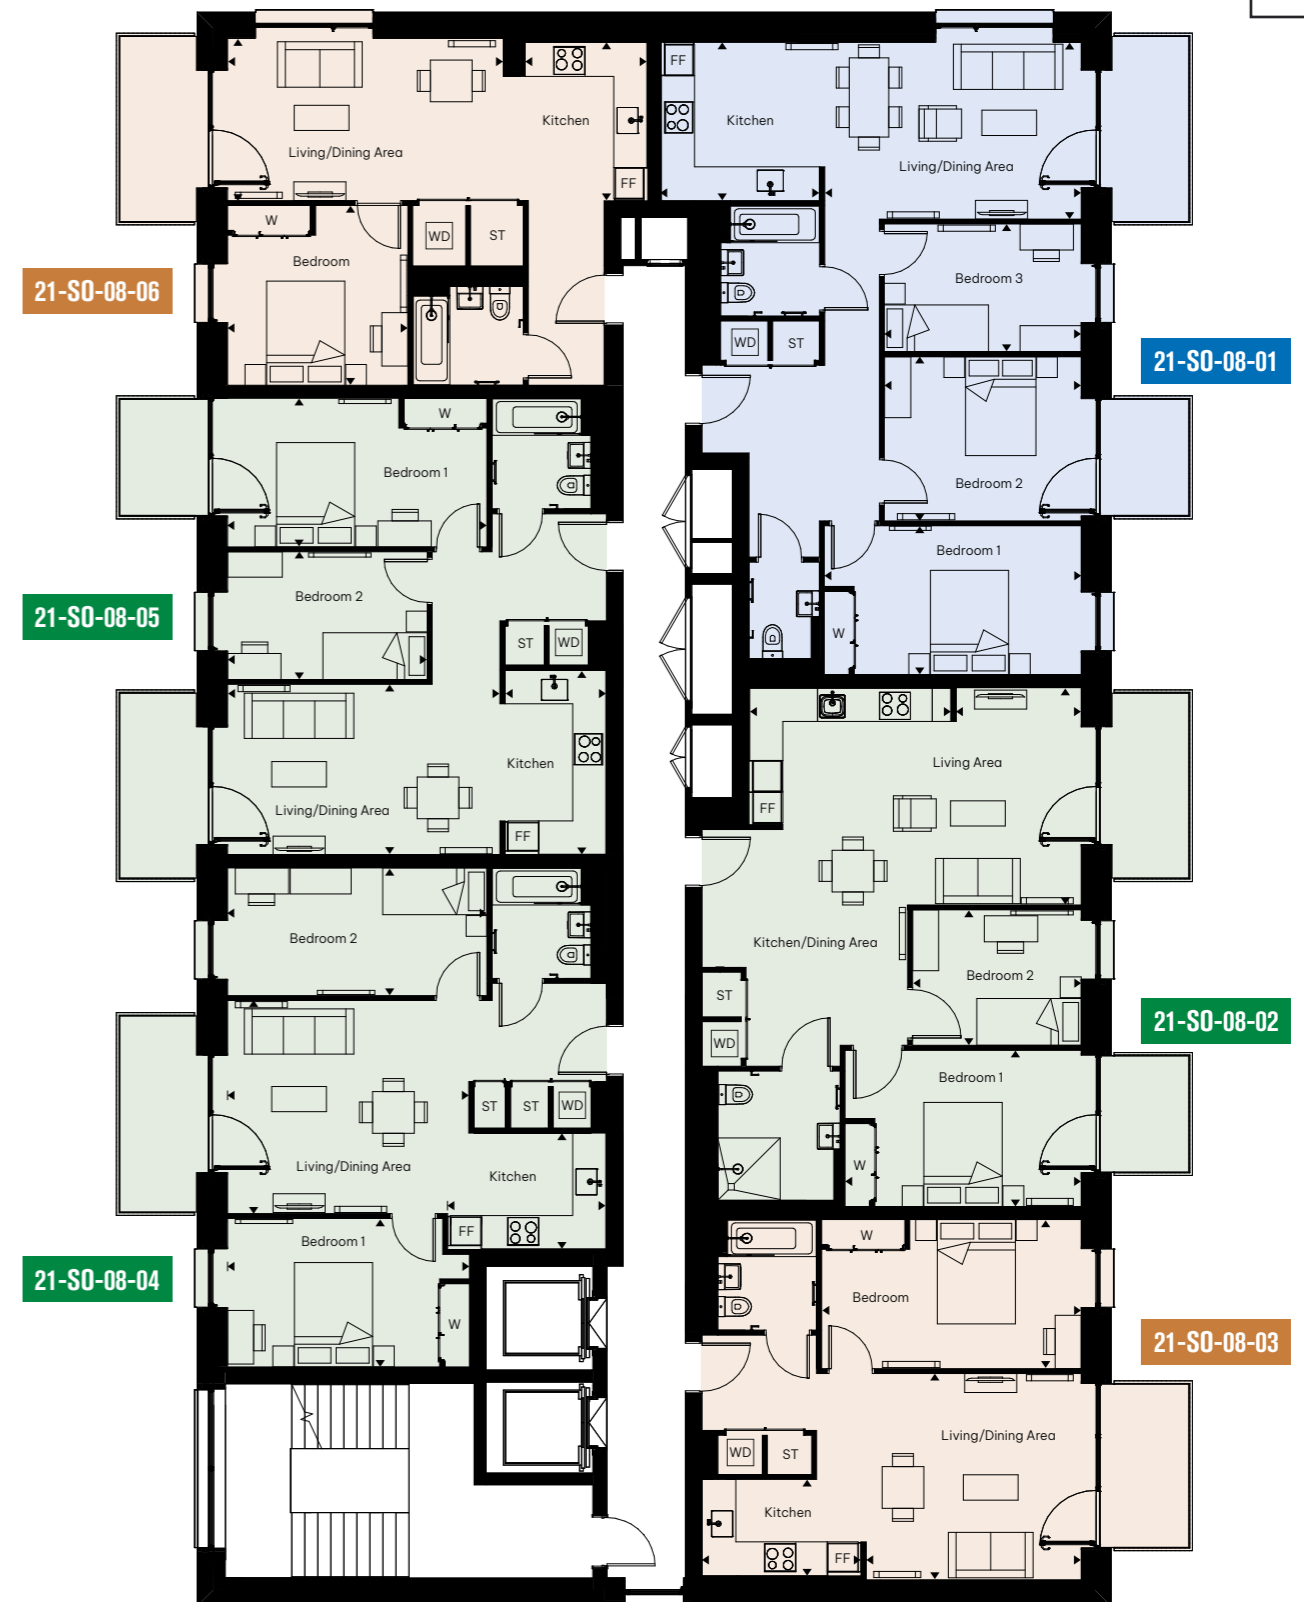 FF
Kitchen
Kitchen
Living/Dining Area
Living/Dining Area
FF
W
WD
ST
Bedroom
Bedroom 3
21-SO-08-06
WD
ST
21-SO-08-01
W
Bedroom 1
Bedroom 2
Bedroom 1
Bedroom 2
21-SO-08-05
W
ST
WD
Kitchen
Living Area
Living/Dining Area
FF
FF
Bedroom 2
Kitchen/Dining Area
Bedroom 2
ST
21-SO-08-02
WD
Bedroom 1
ST
ST
WD
Living/Dining Area
Kitchen
W
FF
Bedroom 1
W
21-SO-08-04
Bedroom
W
21-SO-08-03
Living/Dining Area
WD
ST
Kitchen
FF